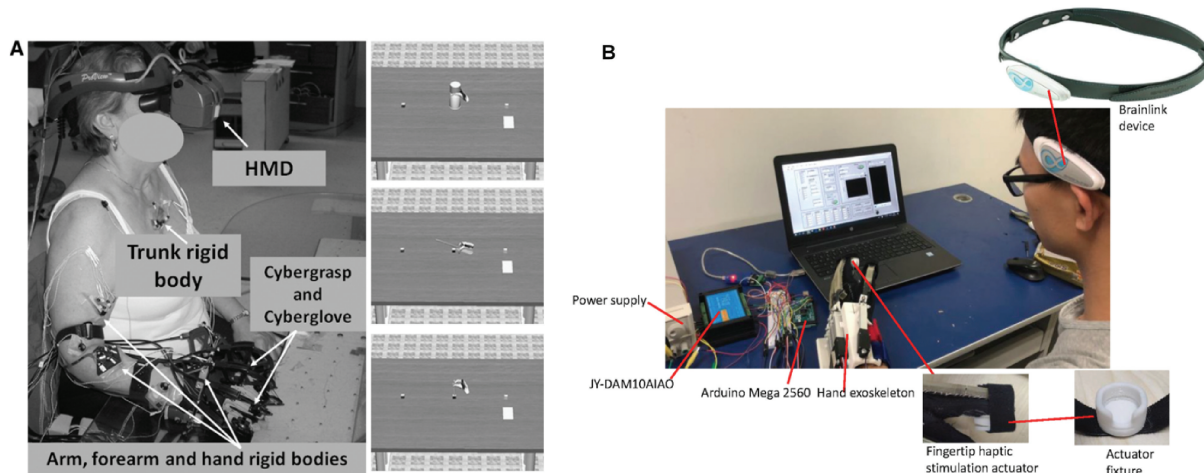 A
ProView
HMD
Trunk rigid
body
Cybergrasp
and
Cyberglove
Arm, forearm and hand rigid bodies
B
Brainlink
device
Power supply
JY-DAM10AIAO
Arduino Mega 2560
Hand exoskeleton
Fingertip haptic
stimulation actuator
Actuator
fixture